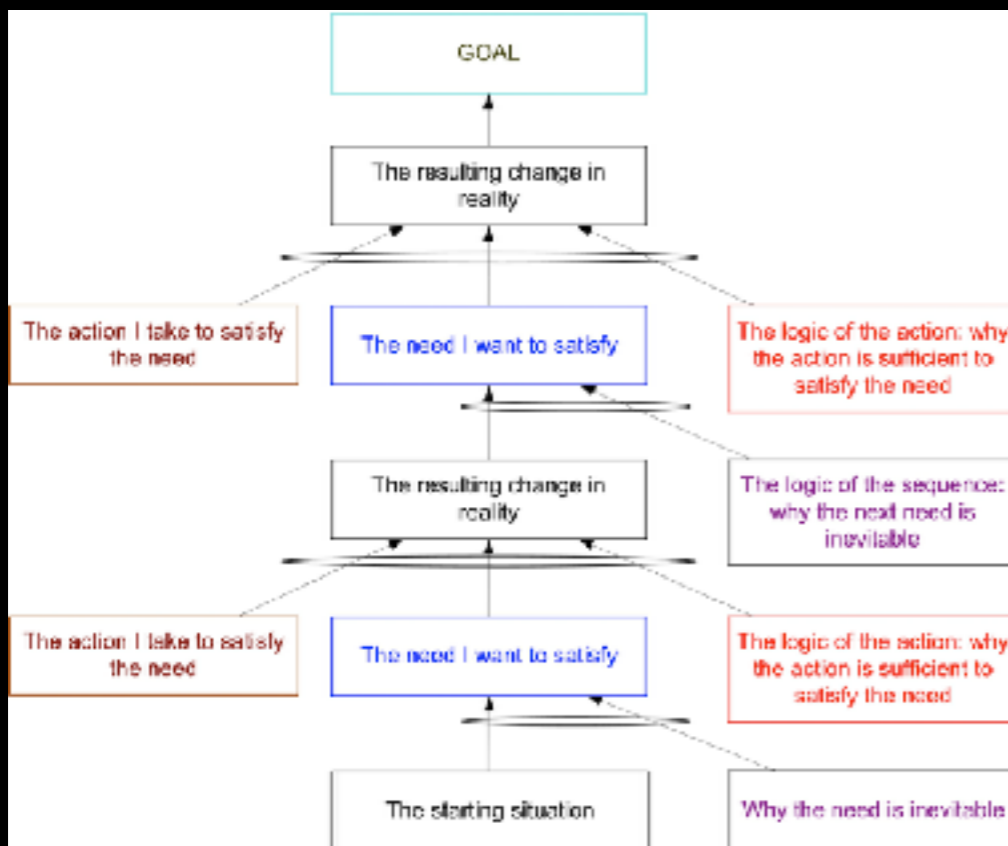 GOAL
The resulting change in
reality
The action I take to satisfy
the need
The need I want to satisfy
The logic of the action: why
the action is sufficient to
satisfy the need
The resulting change in
reality
The logic of the sequence:
why the next need is
inevitable
The action I take to satisfy
the need
The need I want to satisfy
The logic of the action: why
the action is sufficient to
satisfy the need
The starting situation
Why the need is inevitable